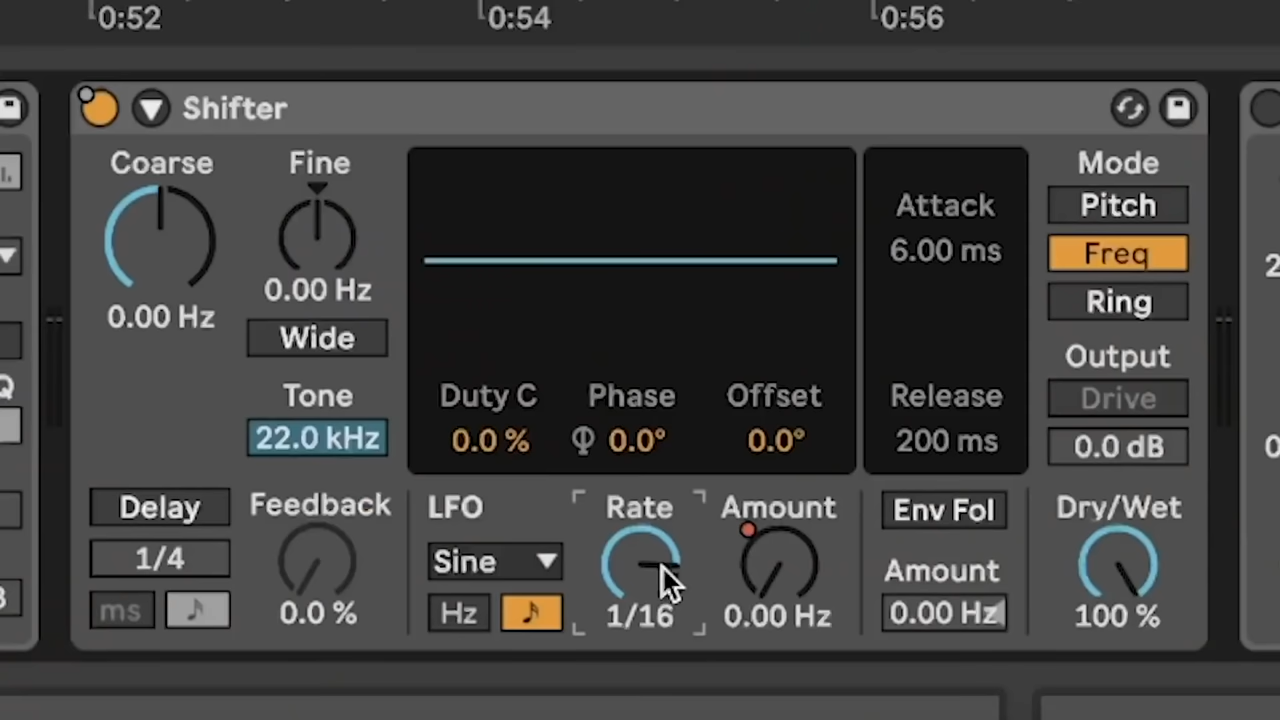 0:52
0:54
0:56
Shifter
Coarse
0.00 Hz
Fine
0.00 Hz
Wide
Tone
22.0 kHz
Delay
1/4
ms
Feedback
0.0 %
Duty C
0.0 %
Phase
Φ 0.0°
Offset
0.0°
LFO
Sine
Hz
Rate
1/16
Amount
0.00 Hz
Attack
6.00 ms
Release
200 ms
Env Fol
Amount
0.00 Hz
Mode
Pitch
Freq
Ring
Output
Drive
0.0 dB
Dry/Wet
100 %